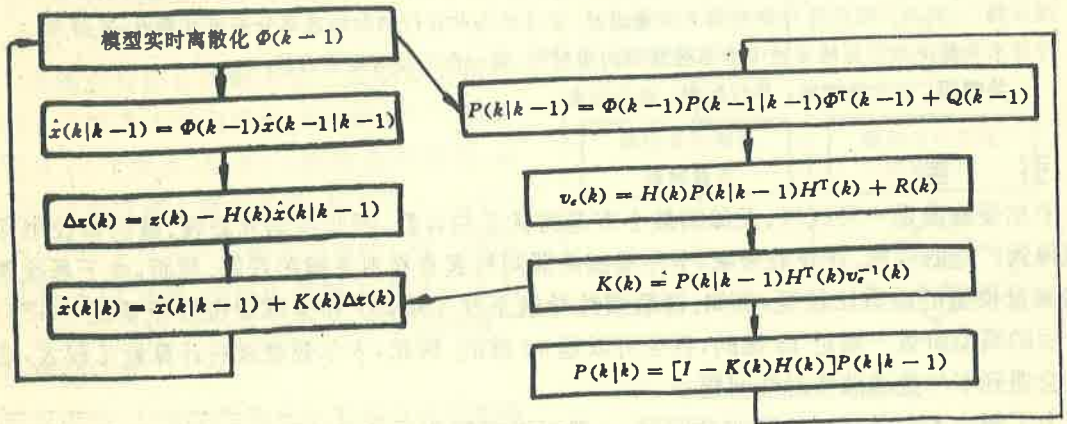 模型实时离散化 Φ(k−1)
x̂(k|k−1) = Φ(k−1)x̂(k−1|k−1)
Δz(k) = z(k) − H(k)x̂(k|k−1)
x̂(k|k) = x̂(k|k−1) + K(k)Δz(k)
P(k|k−1) = Φ(k−1)P(k−1|k−1)Φᵀ(k−1) + Q(k−1)
vₑ(k) = H(k)P(k|k−1)Hᵀ(k) + R(k)
K(k) = P(k|k−1)Hᵀ(k)vₑ⁻¹(k)
P(k|k) = [I − K(k)H(k)]P(k|k−1)